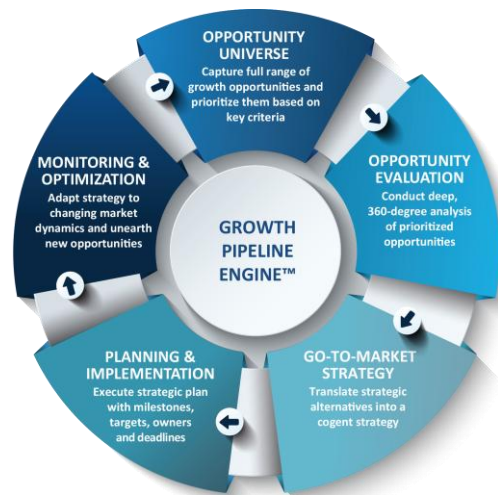 OPPORTUNITY
UNIVERSE
Capture full range of
growth opportunities and
prioritize them based on
key criteria
OPPORTUNITY
EVALUATION
Conduct deep,
360-degree analysis
of prioritized
opportunities
GO-TO-MARKET
STRATEGY
Translate strategic
alternatives into a
cogent strategy
PLANNING &
IMPLEMENTATION
Execute strategic plan
with milestones,
targets, owners
and deadlines
MONITORING &
OPTIMIZATION
Adapt strategy to
changing market
dynamics and unearth
new opportunities
GROWTH
PIPELINE
ENGINE™